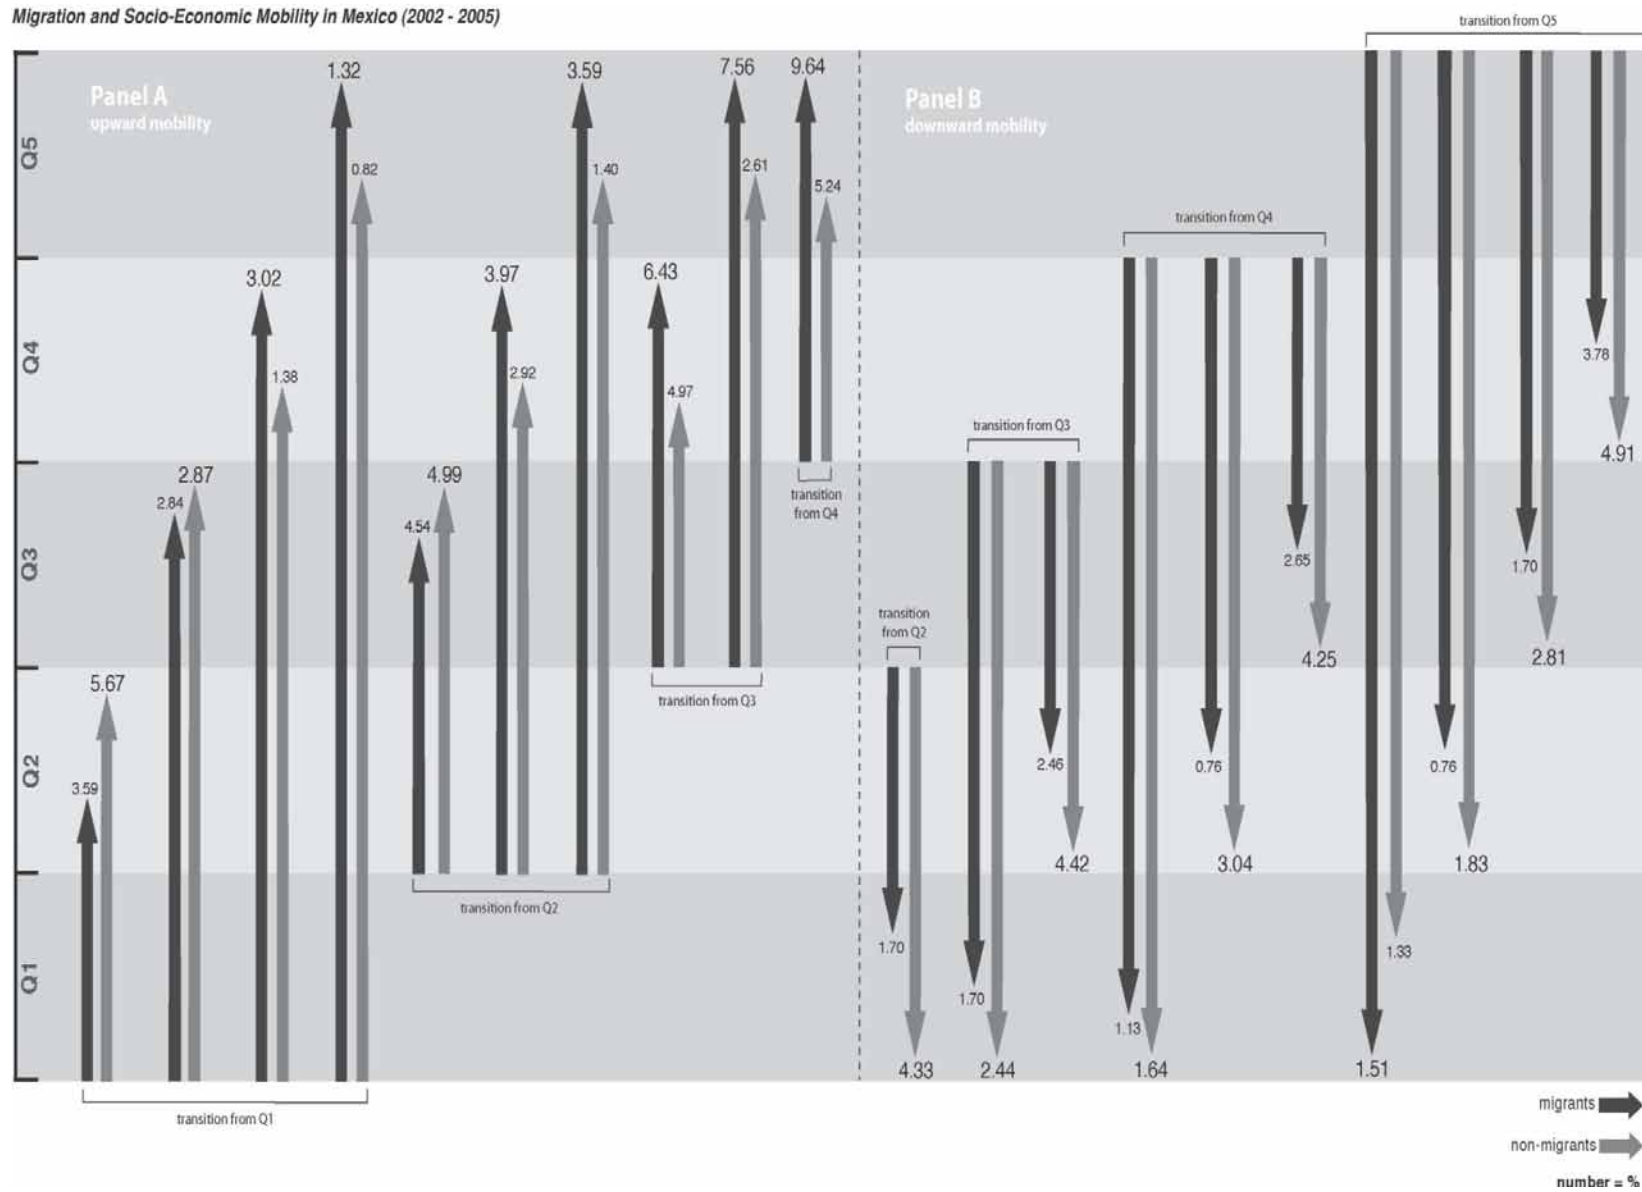 Migration and Socio-Economic Mobility in Mexico (2002 - 2005)
Panel A
upward mobility
Q5
Q4
Q3
Q2
Q1
3.59
5.67
2.84
2.87
3.02
1.38
1.32
0.82
transition from Q1
4.54
4.99
3.97
2.92
3.59
1.40
transition from Q2
6.43
4.97
7.56
2.61
transition from Q3
9.64
5.24
transition
from Q4
Panel B
downward mobility
transition
from Q2
1.70
4.33
transition from Q3
1.70
2.44
2.46
4.42
transition from Q4
1.13
1.64
0.76
3.04
2.65
4.25
transition from Q5
1.51
1.33
0.76
1.83
1.70
2.81
3.78
4.91
migrants
non-migrants
number = %